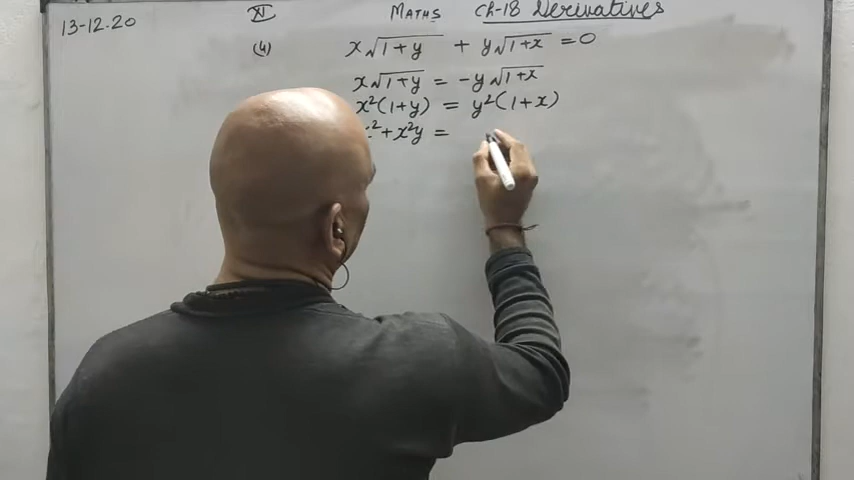 13-12-20 XI MATHS Ch-18 Derivatives
(4) x√1+y + y√1+x = 0
x√1+y = -y√1+x
x²(1+y) = y²(1+x)
x²+x²y =